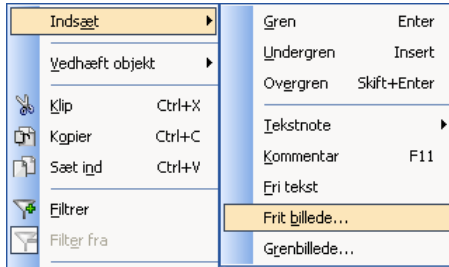 Indsæt
Vedhæft objekt
Klip Ctrl+X
Kopier Ctrl+C
Sæt ind Ctrl+V
Filtrer
Filter fra
Gren Enter
Undergren Insert
Overgren Skift+Enter
Tekstnote
Kommentar F11
Fri tekst
Frit billede...
Grenbillede...